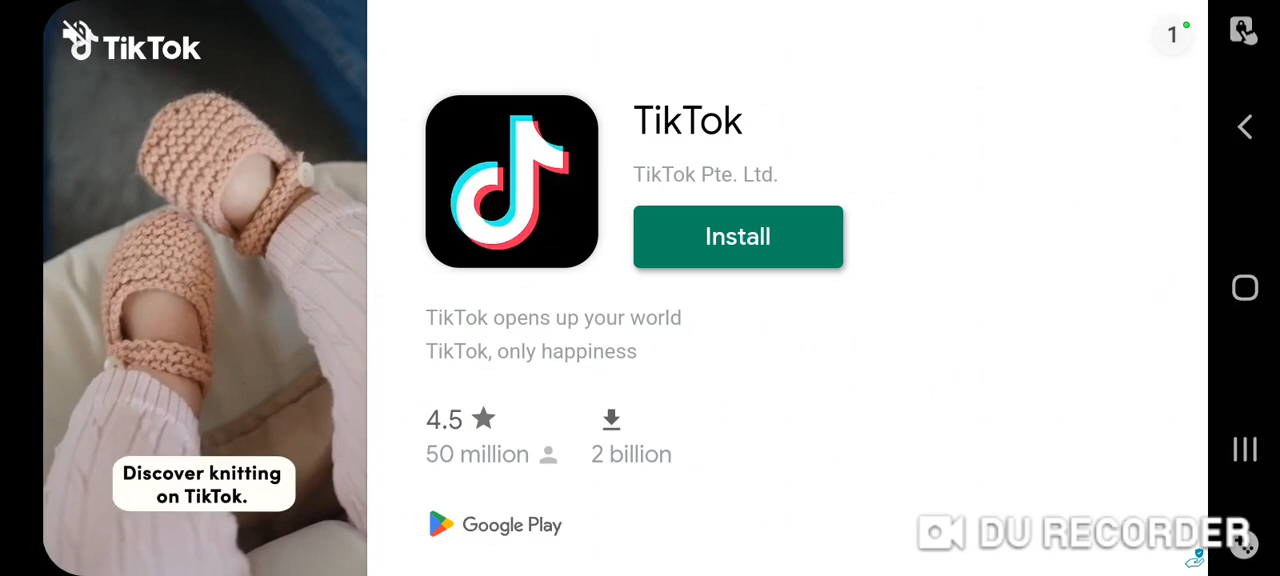 TikTok
1
TikTok
TikTok Pte. Ltd.
Install
TikTok opens up your world
TikTok, only happiness
4.5
50 million
2 billion
Discover knitting
on TikTok.
Google Play
DU RECORDER